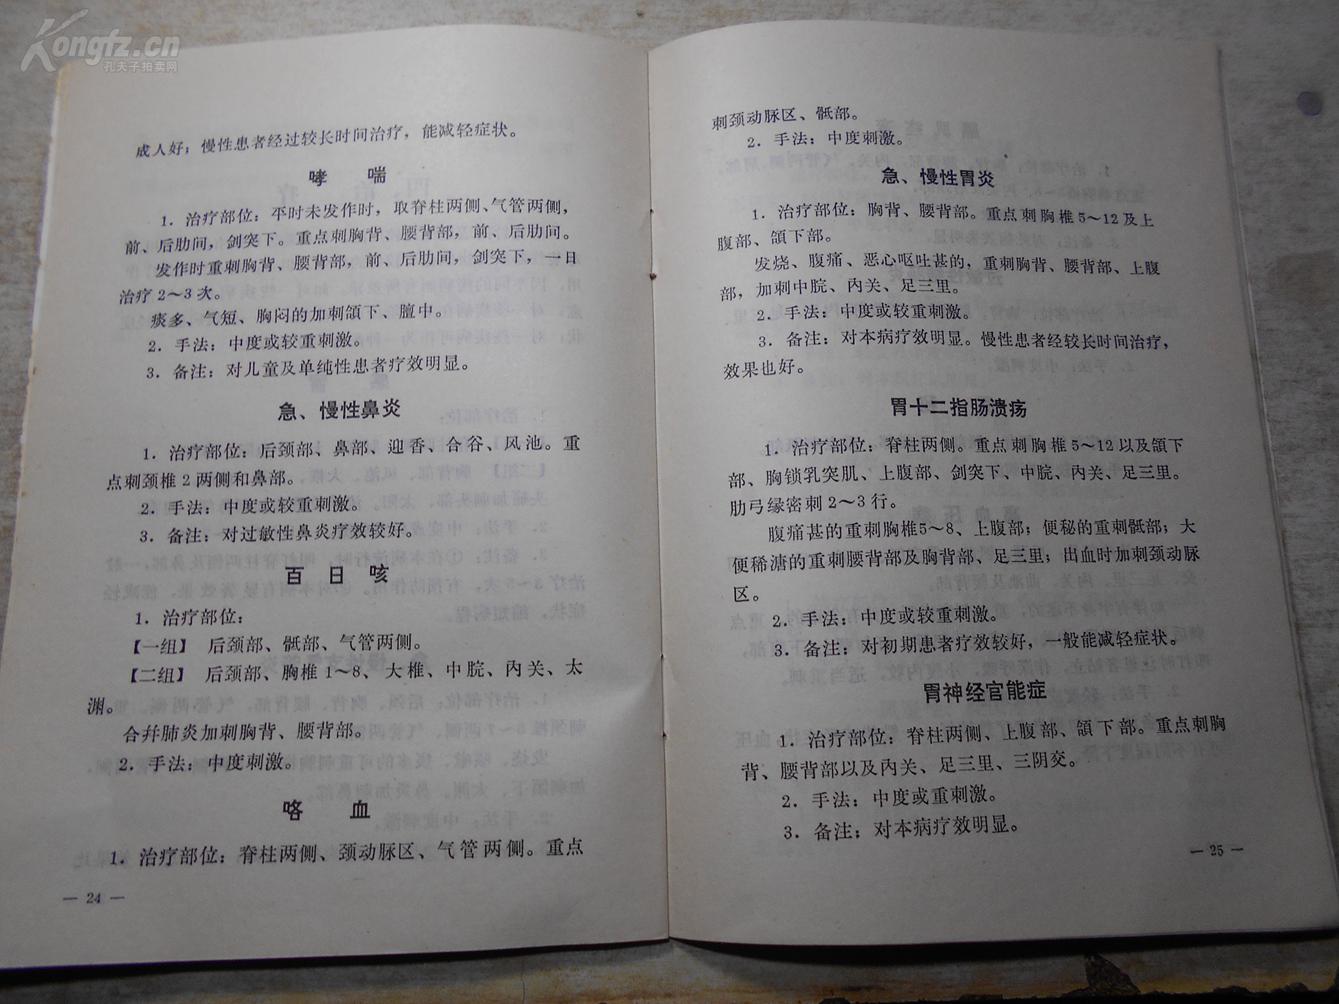 Kongfz.cn
孔夫子拍卖网
成人好；慢性患者经过较长时间治疗，能减轻症状。
哮 喘
1．治疗部位：平时未发作时，取脊柱两侧、气管两侧，
前、后肋间，剑突下。重点刺胸背、腰背部，前、后肋间。
发作时重刺胸背、腰背部，前、后肋间，剑突下，一日
治疗2～3次。
痰多、气短、胸闷的加刺颌下、膻中。
2．手法：中度或较重刺激。
3．备注：对儿童及单纯性患者疗效明显。
急、慢性鼻炎
1．治疗部位：后颈部、鼻部、迎香、合谷、风池。重
点刺颈椎2两侧和鼻部。
2．手法：中度或较重刺激。
3．备注：对过敏性鼻炎疗效较好。
百 日 咳
1．治疗部位：
【一组】 后颈部、骶部、气管两侧。
【二组】 后颈部、胸椎1～8、大椎、中脘、内关、太
渊。
合并肺炎加刺胸背、腰背部。
2．手法：中度刺激。
咯 血
1．治疗部位：脊柱两侧、颈动脉区、气管两侧。重点
— 24 —
刺颈动脉区、骶部。
2．手法：中度刺激。
急、慢性胃炎
1．治疗部位：胸背、腰背部。重点刺胸椎5～12及上
腹部、颌下部。
发烧、腹痛、恶心呕吐甚的，重刺胸背、腰背部、上腹
部，加刺中脘、内关、足三里。
2．手法：中度或较重刺激。
3．备注：对本病疗效明显。慢性患者经较长时间治疗，
效果也好。
胃十二指肠溃疡
1．治疗部位：脊柱两侧。重点刺胸椎5～12以及颌下
部、胸锁乳突肌、上腹部、剑突下、中脘、内关、足三里。
肋弓缘密刺2～3行。
腹痛甚的重刺胸椎5～8、上腹部；便秘的重刺骶部；大
便稀溏的重刺腰背部及胸背部、足三里；出血时加刺颈动脉
区。
2．手法：中度或较重刺激。
3．备注：对初期患者疗效较好，一般能减轻症状。
胃神经官能症
1．治疗部位：脊柱两侧、上腹部、颌下部。重点刺胸
背、腰背部以及内关、足三里、三阴交。
2．手法：中度或重刺激。
3．备注：对本病疗效明显。
— 25 —